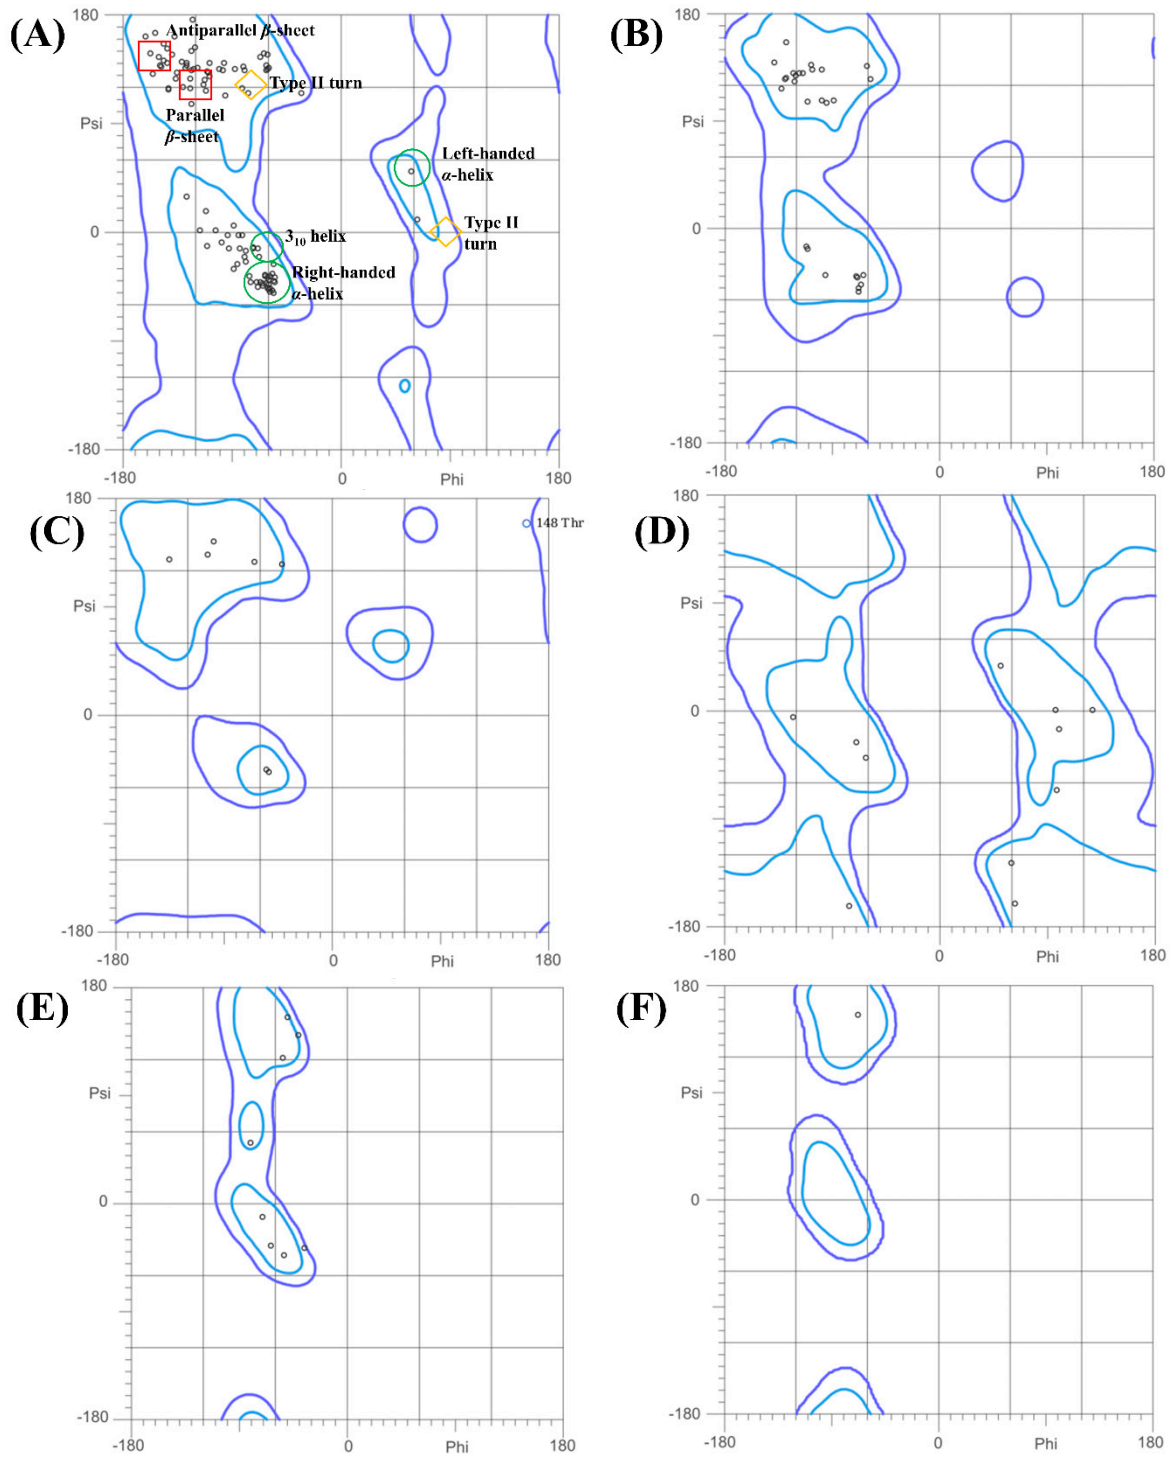 (A)
180
Antiparallel β-sheet
Type II turn
Parallel
β-sheet
Psi
Left-handed
α-helix
Type II
turn
0
3₁₀ helix
Right-handed
α-helix
-180
-180
0
Phi
180
(B)
180
Psi
0
-180
-180
0
Phi
180
(C)
180
148 Thr
Psi
0
-180
-180
0
Phi
180
(D)
180
Psi
0
-180
-180
0
Phi
180
(E)
180
Psi
0
-180
-180
0
Phi
180
(F)
180
Psi
0
-180
-180
0
Phi
180